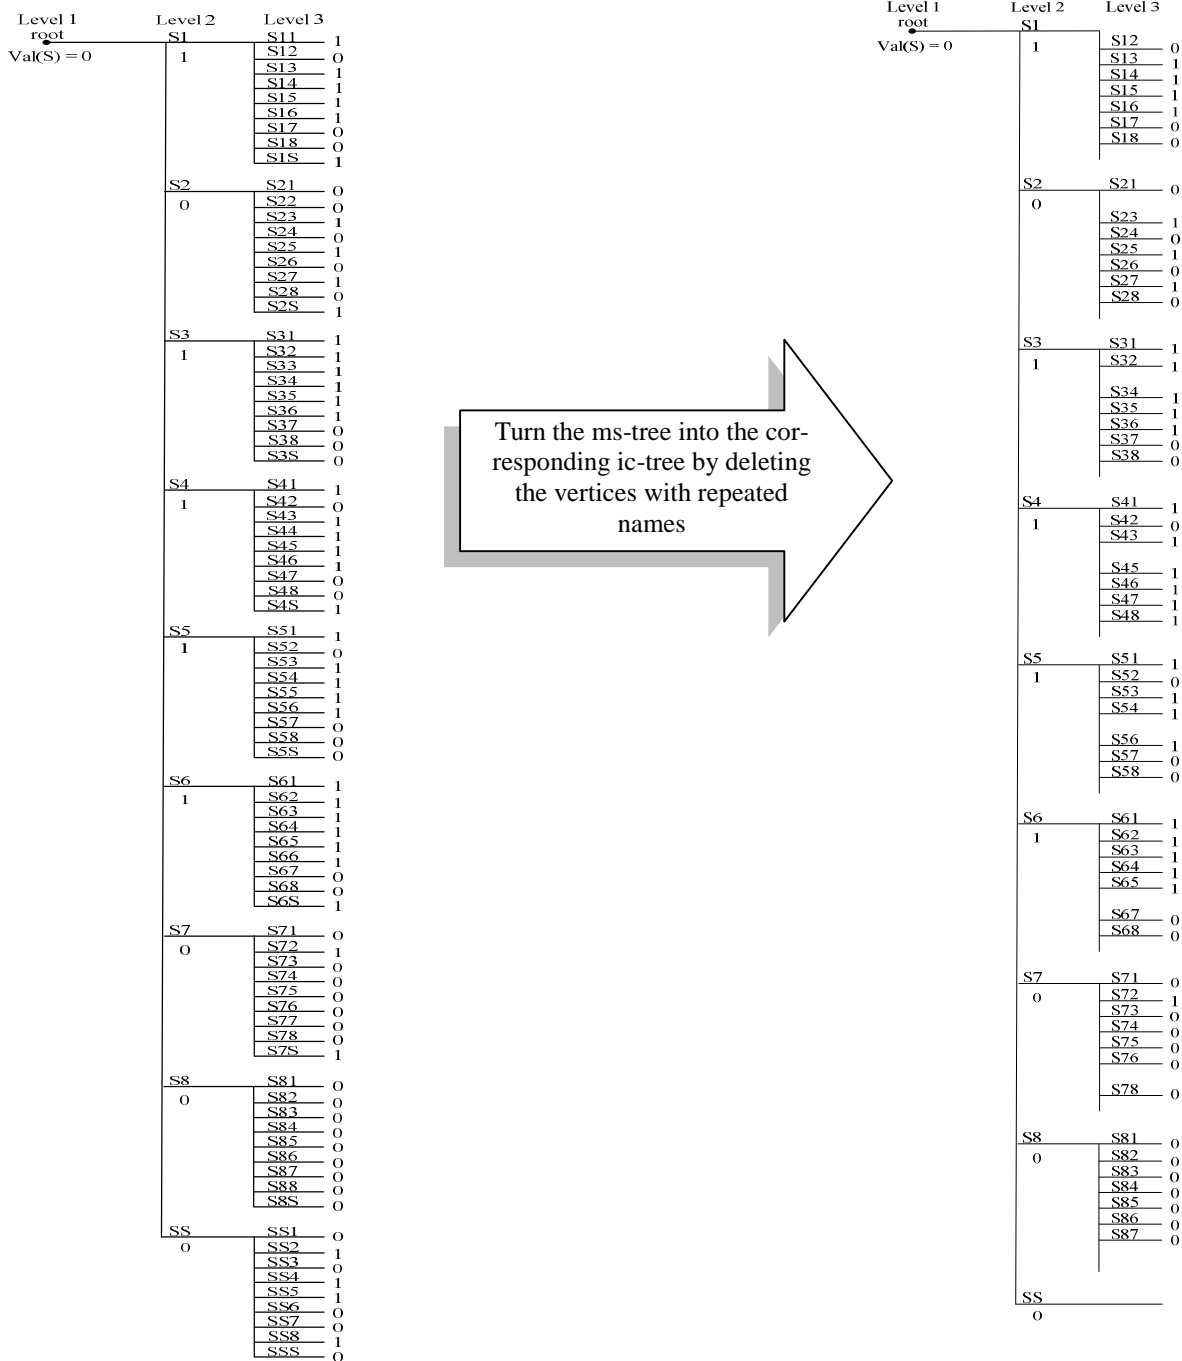 Level 1 Level 2 Level 3
root S1 S11 1
Val(S) = 0 1 S12 0
S13 1
S14 1
S15 1
S16 1
S17 0
S18 0
S1S 1
S2 S21 0
0 S22 0
S23 1
S24 0
S25 1
S26 0
S27 1
S28 0
S2S 1
S3 S31 1
1 S32 1
S33 1
S34 1
S35 1
S36 1
S37 0
S38 0
S3S 0
S4 S41 1
1 S42 0
S43 1
S44 1
S45 1
S46 1
S47 0
S48 0
S4S 1
S5 S51 1
1 S52 0
S53 1
S54 1
S55 1
S56 1
S57 0
S58 0
S5S 0
S6 S61 1
1 S62 1
S63 1
S64 1
S65 1
S66 1
S67 0
S68 0
S6S 1
S7 S71 0
0 S72 1
S73 0
S74 0
S75 0
S76 0
S77 0
S78 0
S7S 1
S8 S81 0
0 S82 0
S83 0
S84 0
S85 0
S86 0
S87 0
S88 0
S8S 0
SS SS1 0
0 SS2 1
SS3 0
SS4 1
SS5 1
SS6 0
SS7 0
SS8 1
SSS 0
Turn the ms-tree into the cor-
responding ic-tree by deleting
the vertices with repeated
names
Level 1 Level 2 Level 3
root S1
Val(S) = 0 1 S12 0
S13 1
S14 1
S15 1
S16 1
S17 0
S18 0
S2 S21 0
0
S23 1
S24 0
S25 1
S26 0
S27 1
S28 0
S3 S31 1
1 S32 1
S34 1
S35 1
S36 1
S37 0
S38 0
S4 S41 1
1 S42 0
S43 1
S45 1
S46 1
S47 1
S48 1
S5 S51 1
1 S52 0
S53 1
S54 1
S56 1
S57 0
S58 0
S6 S61 1
1 S62 1
S63 1
S64 1
S65 1
S67 0
S68 0
S7 S71 0
0 S72 1
S73 0
S74 0
S75 0
S76 0
S78 0
S8 S81 0
0 S82 0
S83 0
S84 0
S85 0
S86 0
S87 0
SS
0